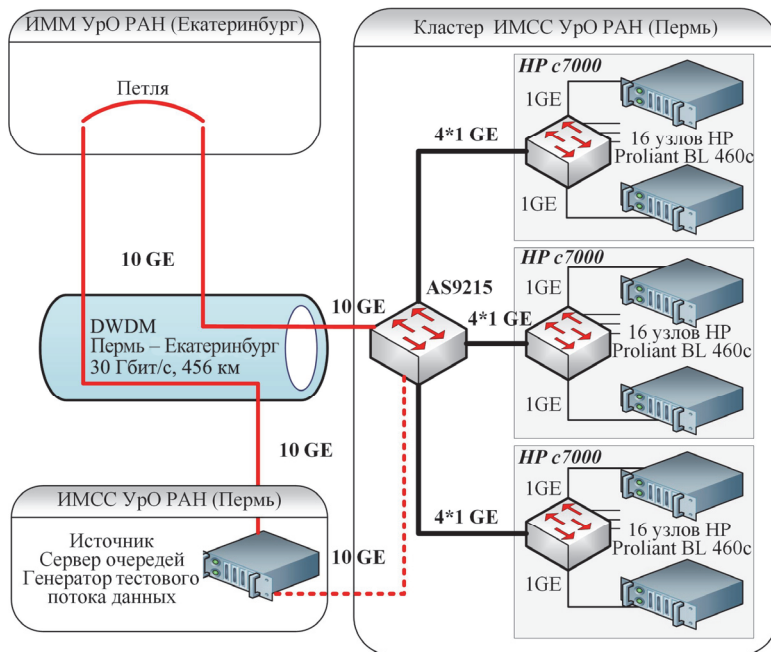 ИММ УрО РАН (Екатеринбург)
Петля
10 GE
DWDM
Пермь – Екатеринбург
30 Гбит/с, 456 км
10 GE
ИМСС УрО РАН (Пермь)
Источник
Сервер очередей
Генератор тестового
потока данных
10 GE
Кластер ИМСС УрО РАН (Пермь)
10 GE
AS9215
4*1 GE
4*1 GE
4*1 GE
HP c7000
1GE
16 узлов HP
Proliant BL 460c
1GE
HP c7000
1GE
16 узлов HP
Proliant BL 460c
1GE
HP c7000
1GE
16 узлов HP
Proliant BL 460c
1GE